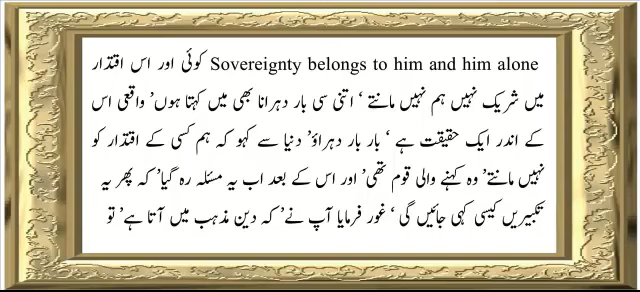 Sovereignty belongs to him and him alone کوئی اور اس اقتدار
میں شریک نہیں ہم نہیں مانتے ‘ اتنی سی بار دہرانا بھی میں کہتا ہوں’ واقعی اس
کے اندر ایک حقیقت ہے ‘ بار بار دہراؤ’ دنیا سے کہو کہ ہم کسی کے اقتدار کو
نہیں مانتے’ وہ کہنے والی قوم تھی’ اور اس کے بعد اب یہ مسئلہ رہ گیا’ کہ پھر یہ
تکبیریں کیسی کہی جائیں گی ‘ غور فرمایا آپ نے’ کہ دین مذہب میں آتا ہے’ تو